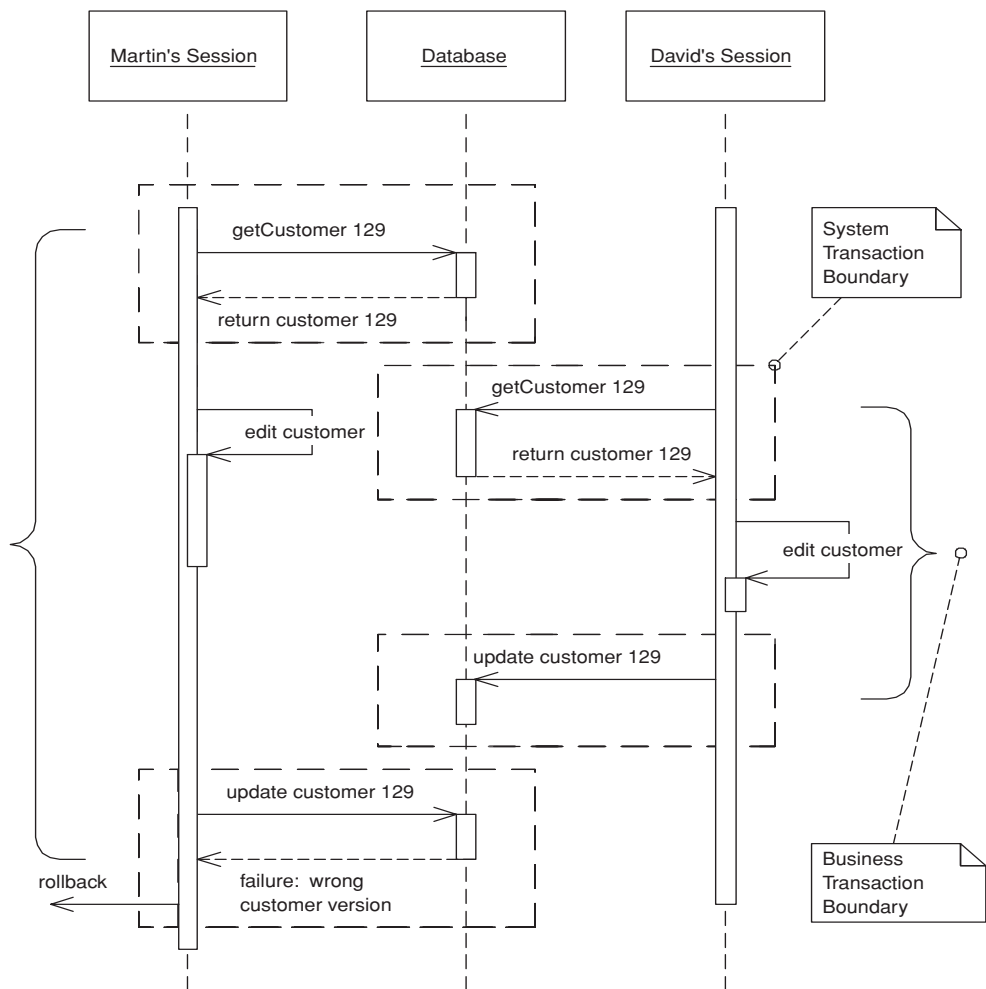 Martin's Session
Database
David's Session
getCustomer 129
System
Transaction
Boundary
return customer 129
getCustomer 129
edit customer
return customer 129
edit customer
update customer 129
update customer 129
rollback
failure:  wrong
customer version
Business
Transaction
Boundary